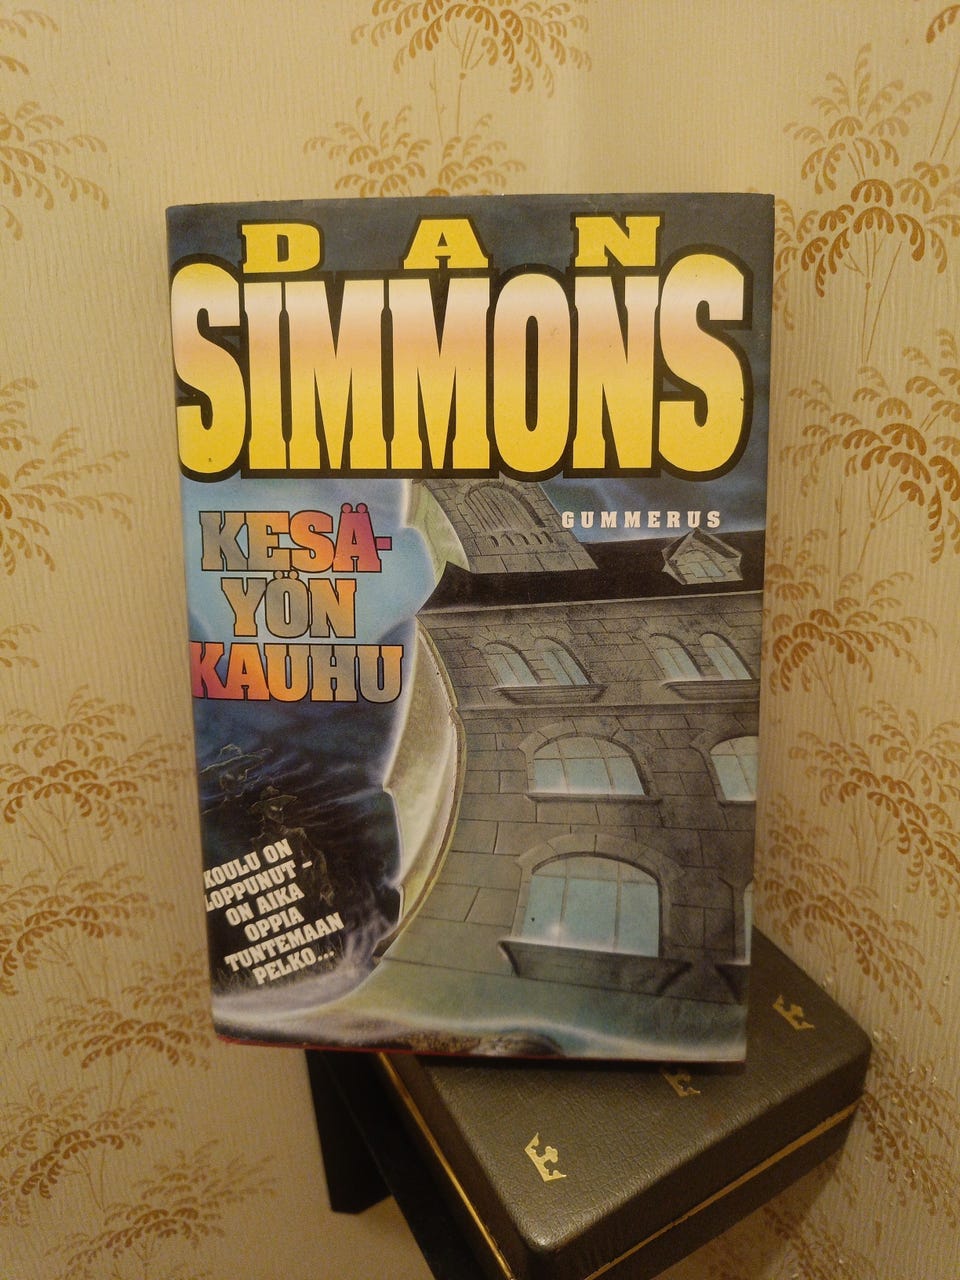 DAN
SIMMONS
GUMMERUS
KESÄ-
YÖN
KAUHU
KOULU ON
LOPPUNUT –
ON AIKA
OPPIA
TUNTEMAAN
PELKO...